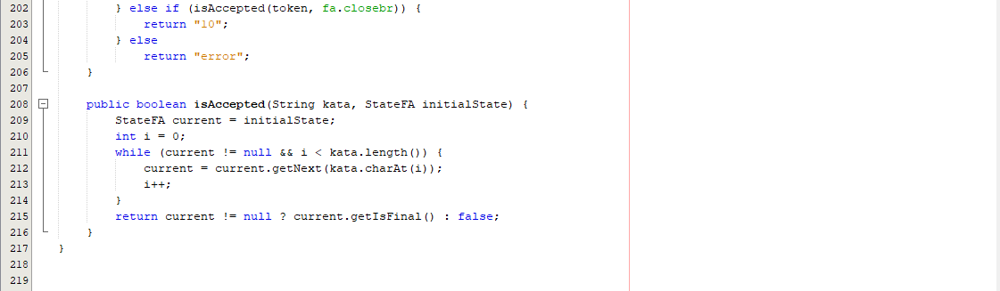 202 } else if (isAccepted(token, fa.closebr)) {
203 return "10";
204 } else
205 return "error";
206 }
207
208 public boolean isAccepted(String kata, StateFA initialState) {
209 StateFA current = initialState;
210 int i = 0;
211 while (current != null && i < kata.length()) {
212 current = current.getNext(kata.charAt(i));
213 i++;
214 }
215 return current != null ? current.getIsFinal() : false;
216 }
217 }
218
219